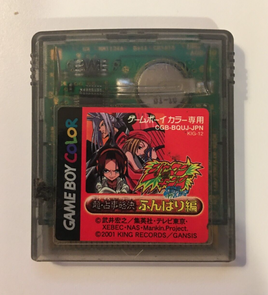 GAME BOY COLOR
ゲームボーイ カラー専用
CGB-BQUJ-JPN
超・占事略決 ふんばり編
©武井宏之/集英社・テレビ東京・
XEBEC・NAS・Mankin.Project.
©2001 KING RECORDS/GANSIS